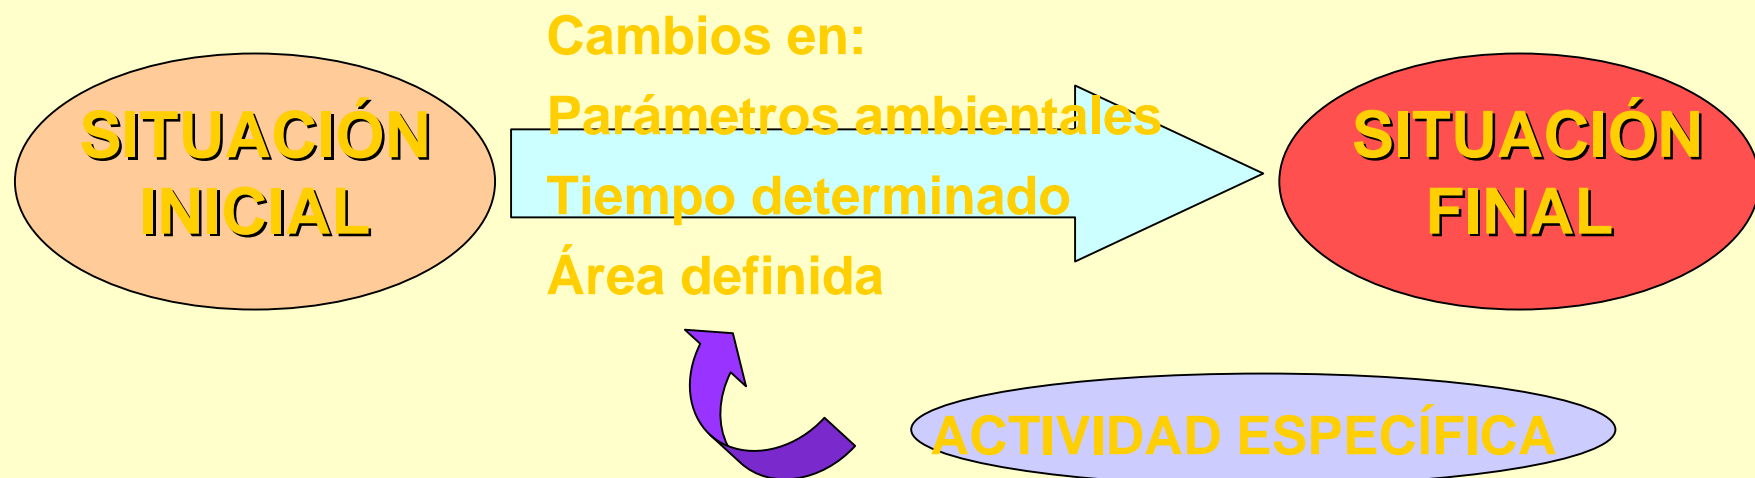 SITUACIÓN
INICIAL
Cambios en:
Parámetros ambientales
Tiempo determinado
Área definida
SITUACIÓN
FINAL
ACTIVIDAD ESPECÍFICA